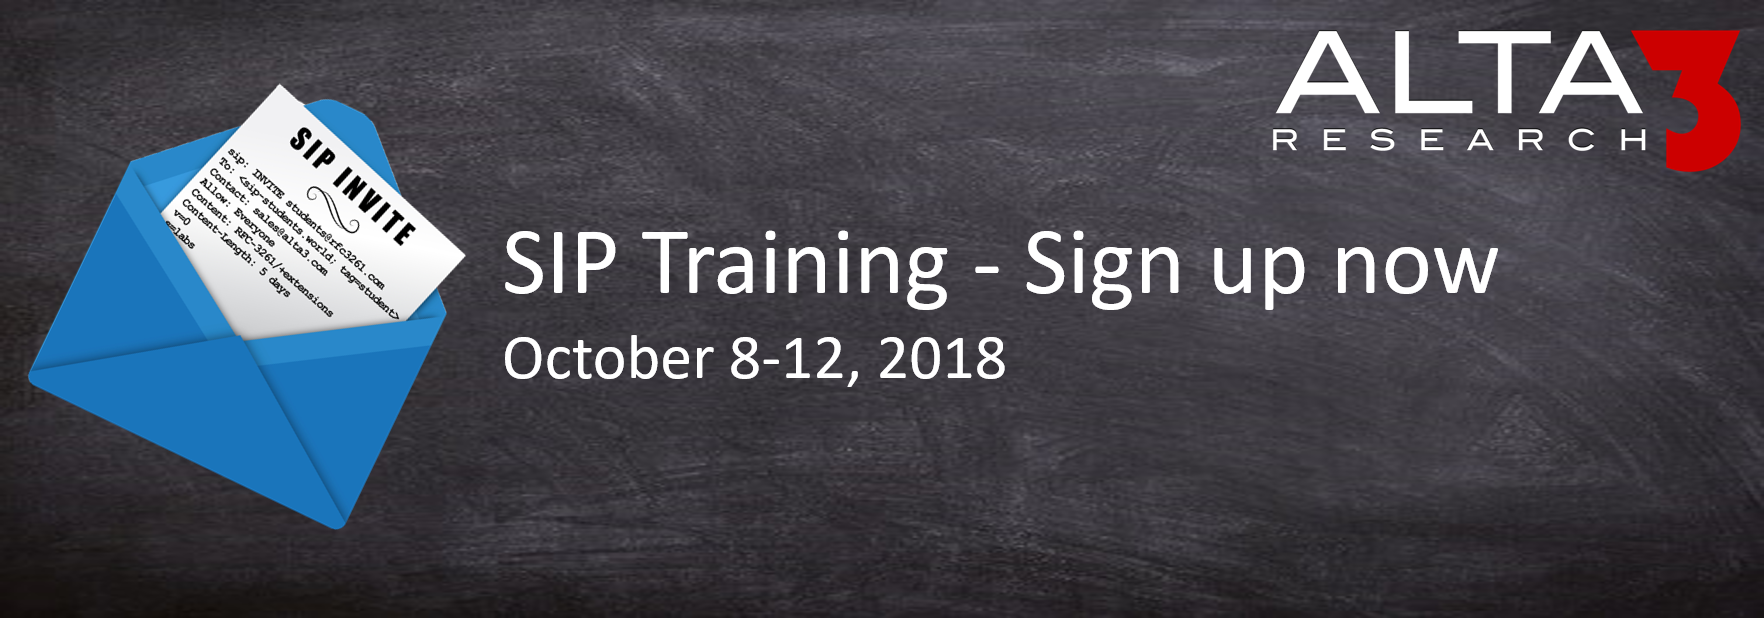 SIP INVITE
sip: INVITE students@rfc3261.com
To: <sip-students.world; tag=student>
Contact: sales@alta3.com
Allow: Everyone
Content: RFC-3261/+extensions
Content-Length: 5 days
v=0
s=labs
ALTA3
RESEARCH
SIP Training - Sign up now
October 8-12, 2018